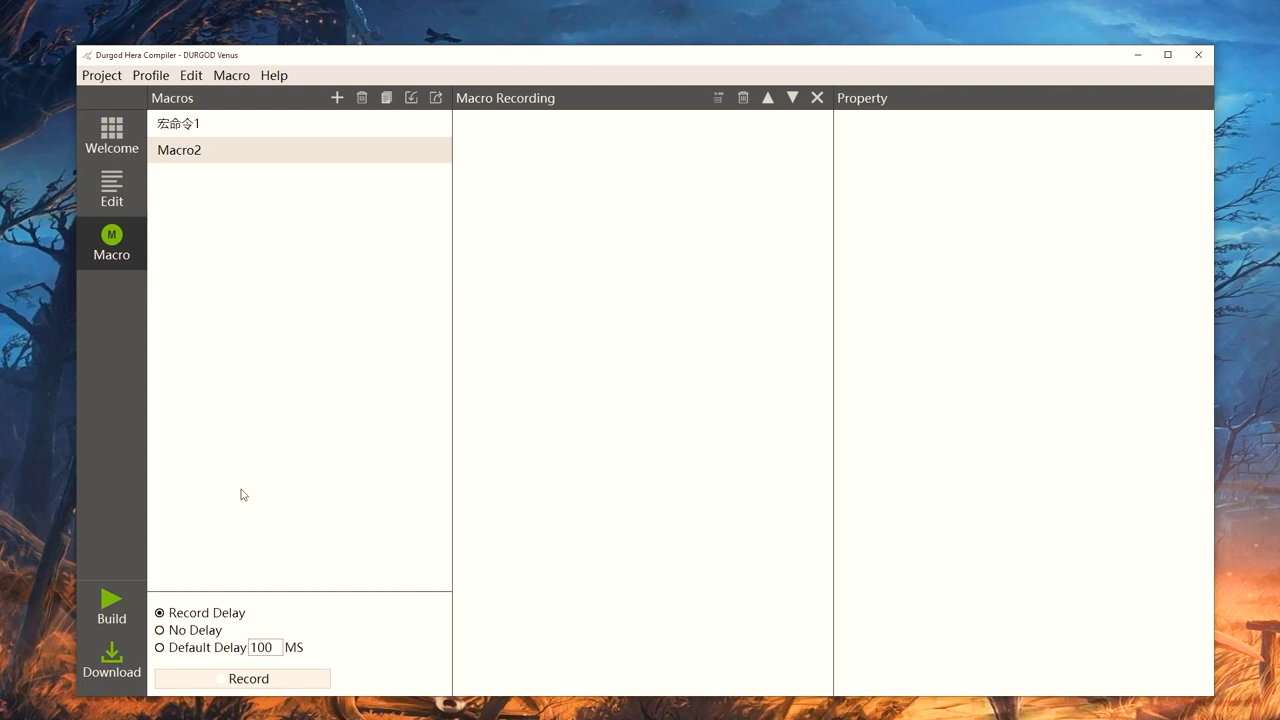 Durgod Hera Compiler - DURGOD Venus
Project Profile Edit Macro Help
Macros
Macro Recording
Property
Welcome
Edit
M
Macro
宏命令1
Macro2
Build
Download
Record Delay
No Delay
Default Delay 100 MS
Record